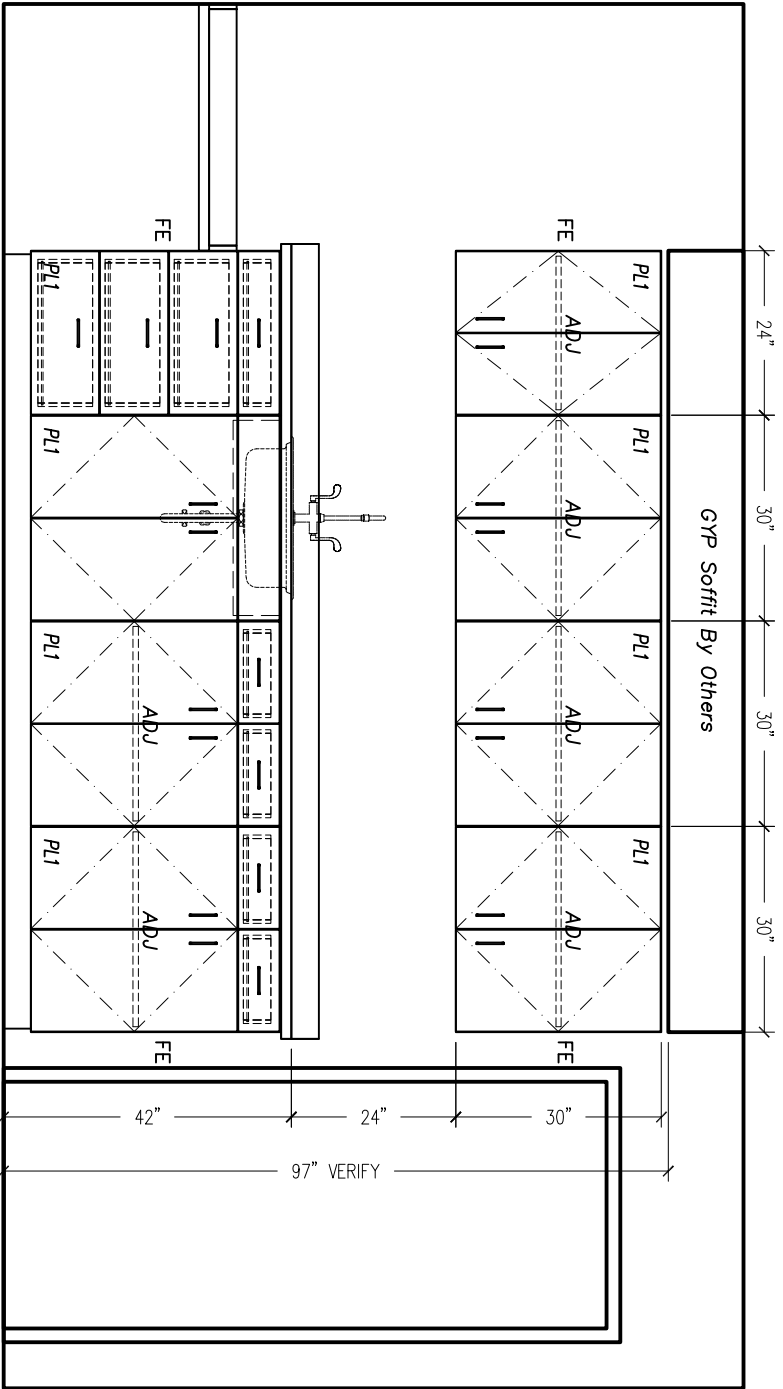 24"
30"
30"
30"
GYP Soffit By Others
FE
PL1
PL1
PL1
PL1
FE
ADJ
ADJ
ADJ
ADJ
30"
24"
97" VERIFY
42"
ADJ
ADJ
FE
PL1
PL1
PL1
PL1
FE